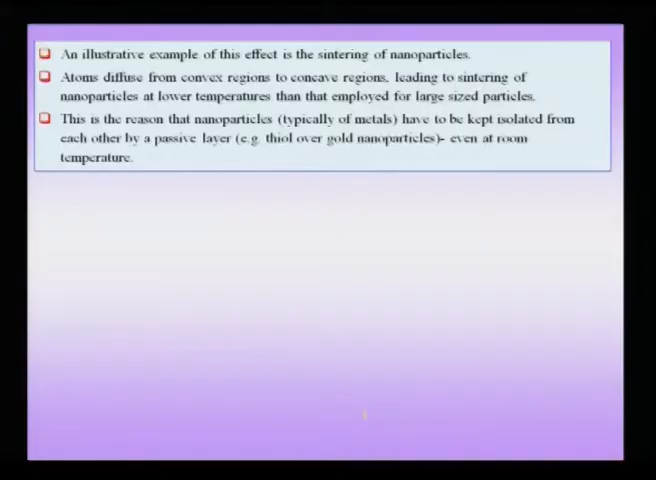 An illustrative example of this effect is the sintering of nanoparticles.
Atoms diffuse from convex regions to concave regions, leading to sintering of
nanoparticles at lower temperatures than that employed for large sized particles.
This is the reason that nanoparticles (typically of metals) have to be kept isolated from
each other by a passive layer (e.g. thiol over gold nanoparticles)- even at room
temperature.